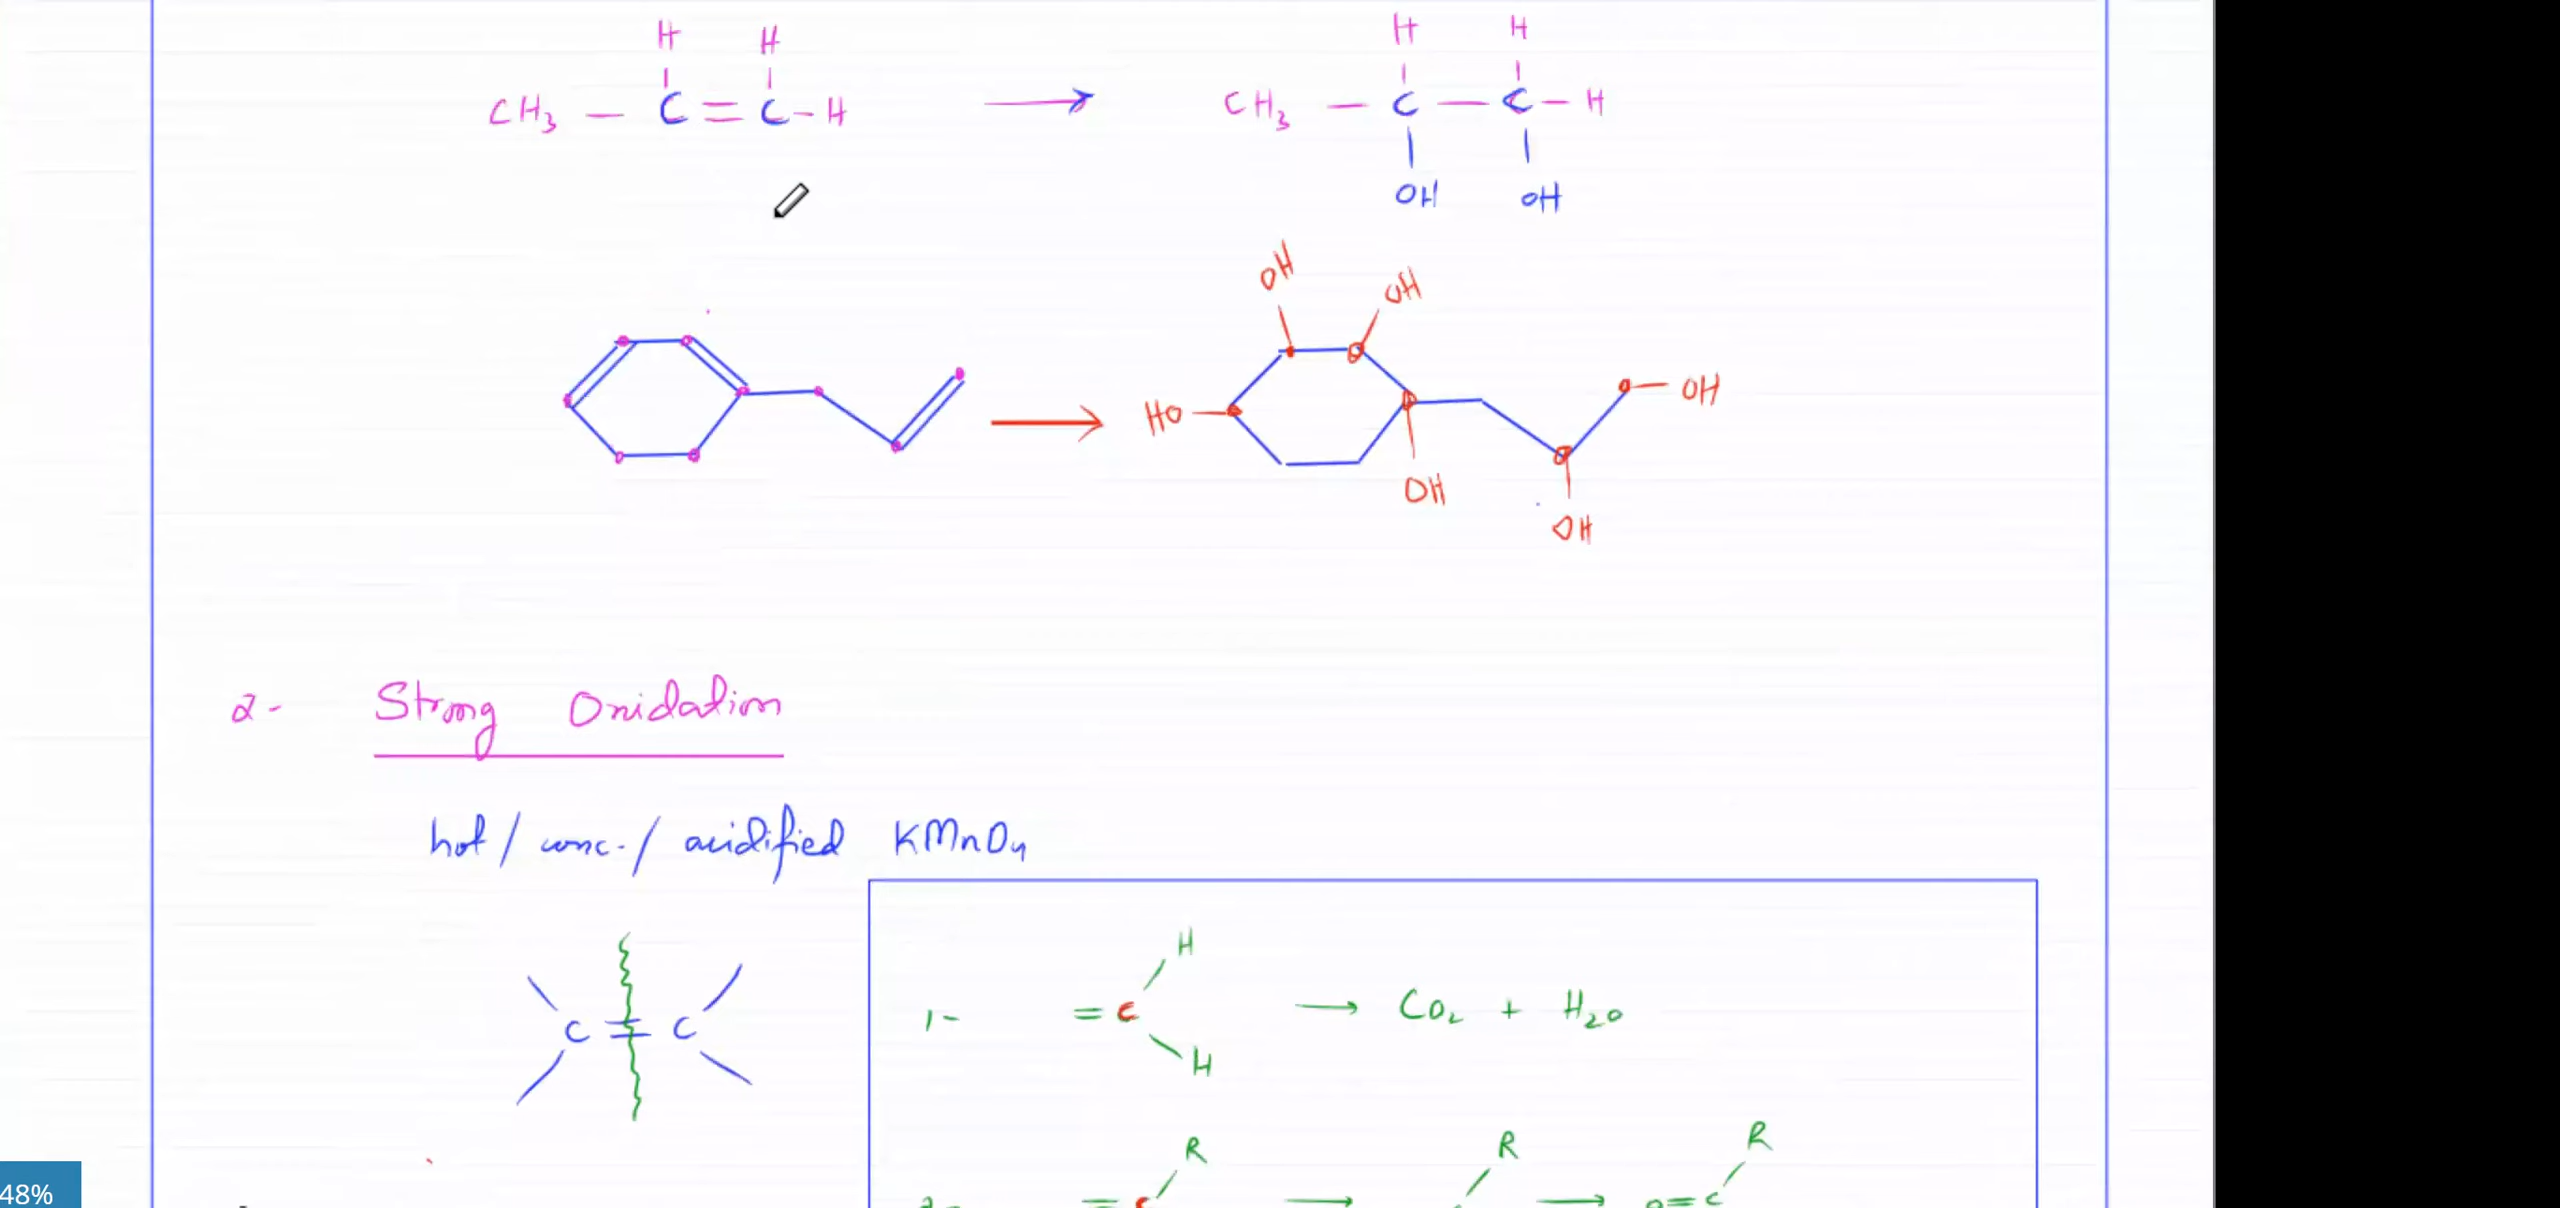 H H H H
CH₃ — C = C – H → CH₃ — C — C – H
OH OH
OH OH
HO OH
OH
OH
2- Strong Oxidation
hot / conc. / acidified KMnO₄
H
C = C 1- = C → CO₂ + H₂O
H
R R R
= C → → O = C
48%